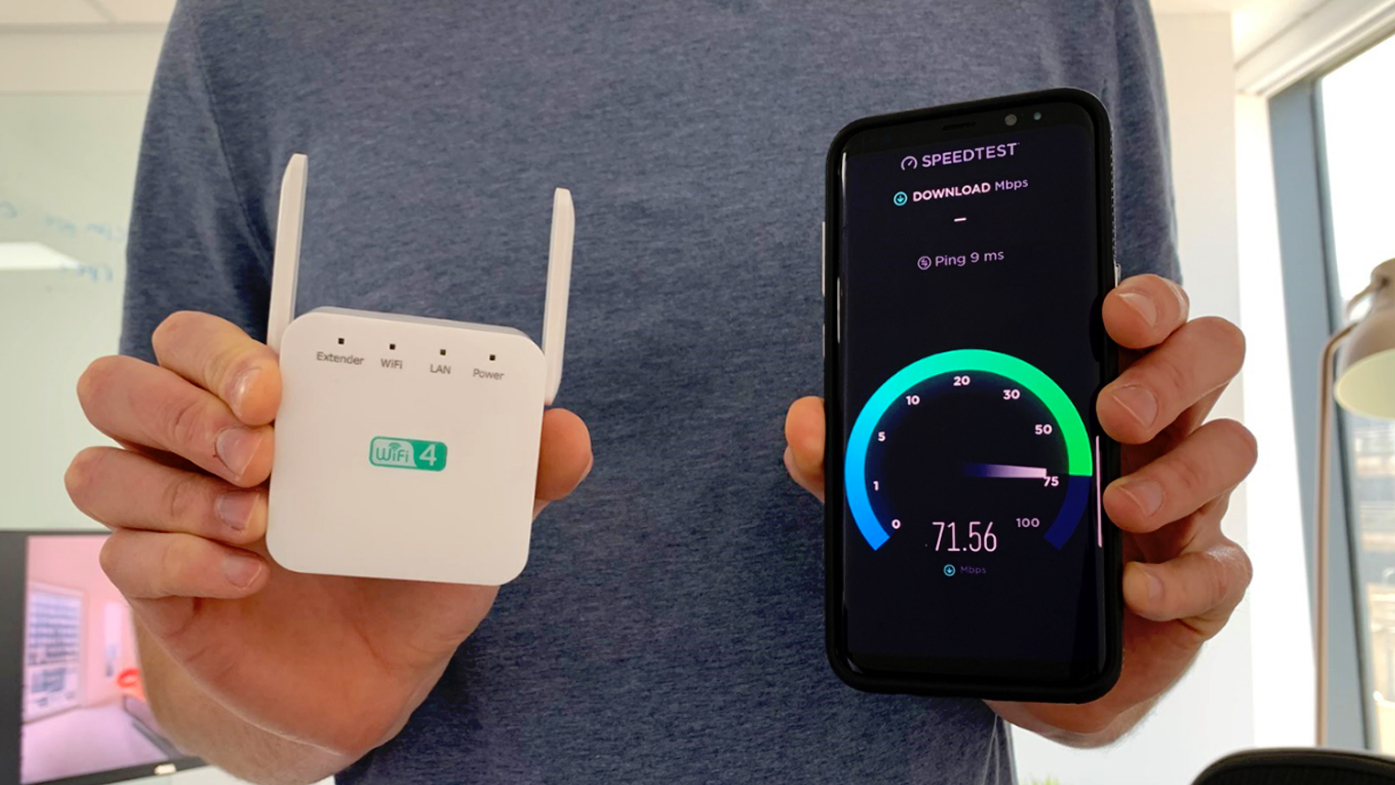 Extender WiFi LAN Power
WiFi 4
SPEEDTEST
DOWNLOAD Mbps
–
Ping 9 ms
0
1
5
10
20
30
50
75
100
71.56
Mbps